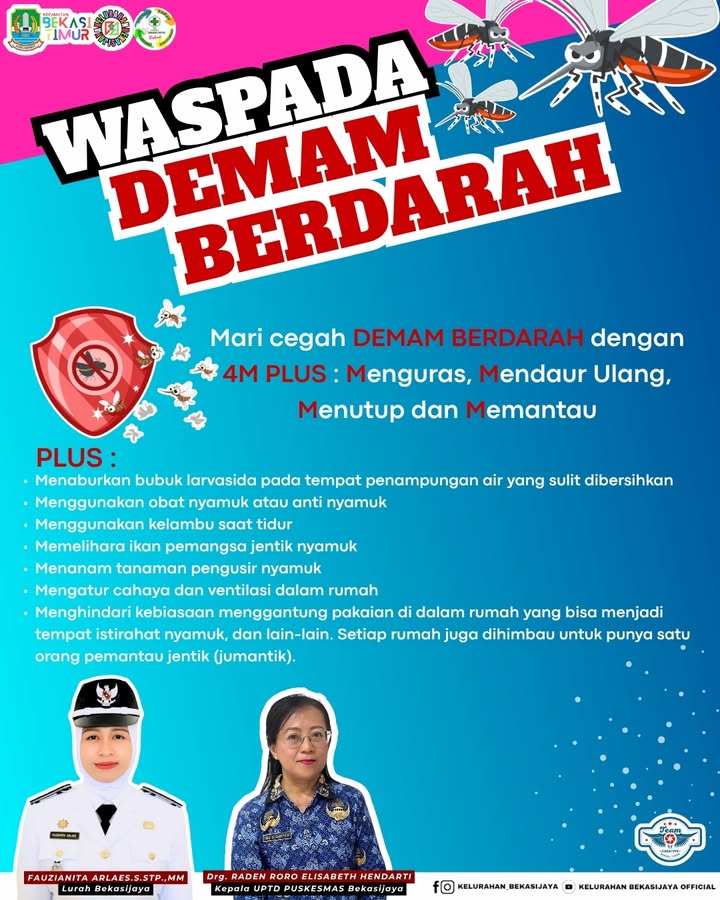 KECAMATAN
BEKASI
TIMUR
WASPADA
DEMAM
BERDARAH
Mari cegah DEMAM BERDARAH dengan
4M PLUS : Menguras, Mendaur Ulang,
Menutup dan Memantau
PLUS :
• Menaburkan bubuk larvasida pada tempat penampungan air yang sulit dibersihkan
• Menggunakan obat nyamuk atau anti nyamuk
• Menggunakan kelambu saat tidur
• Memelihara ikan pemangsa jentik nyamuk
• Menanam tanaman pengusir nyamuk
• Mengatur cahaya dan ventilasi dalam rumah
• Menghindari kebiasaan menggantung pakaian di dalam rumah yang bisa menjadi
tempat istirahat nyamuk, dan lain-lain. Setiap rumah juga dihimbau untuk punya satu
orang pemantau jentik (jumantik).
Team
CREATIVE
FAUZIANITA ARLAES.S.STP.,MM
Lurah Bekasijaya
Drg. RADEN RORO ELISABETH HENDARTI
Kepala UPTD PUSKESMAS Bekasijaya
KELURAHAN_BEKASIJAYA
KELURAHAN BEKASIJAYA OFFICIAL